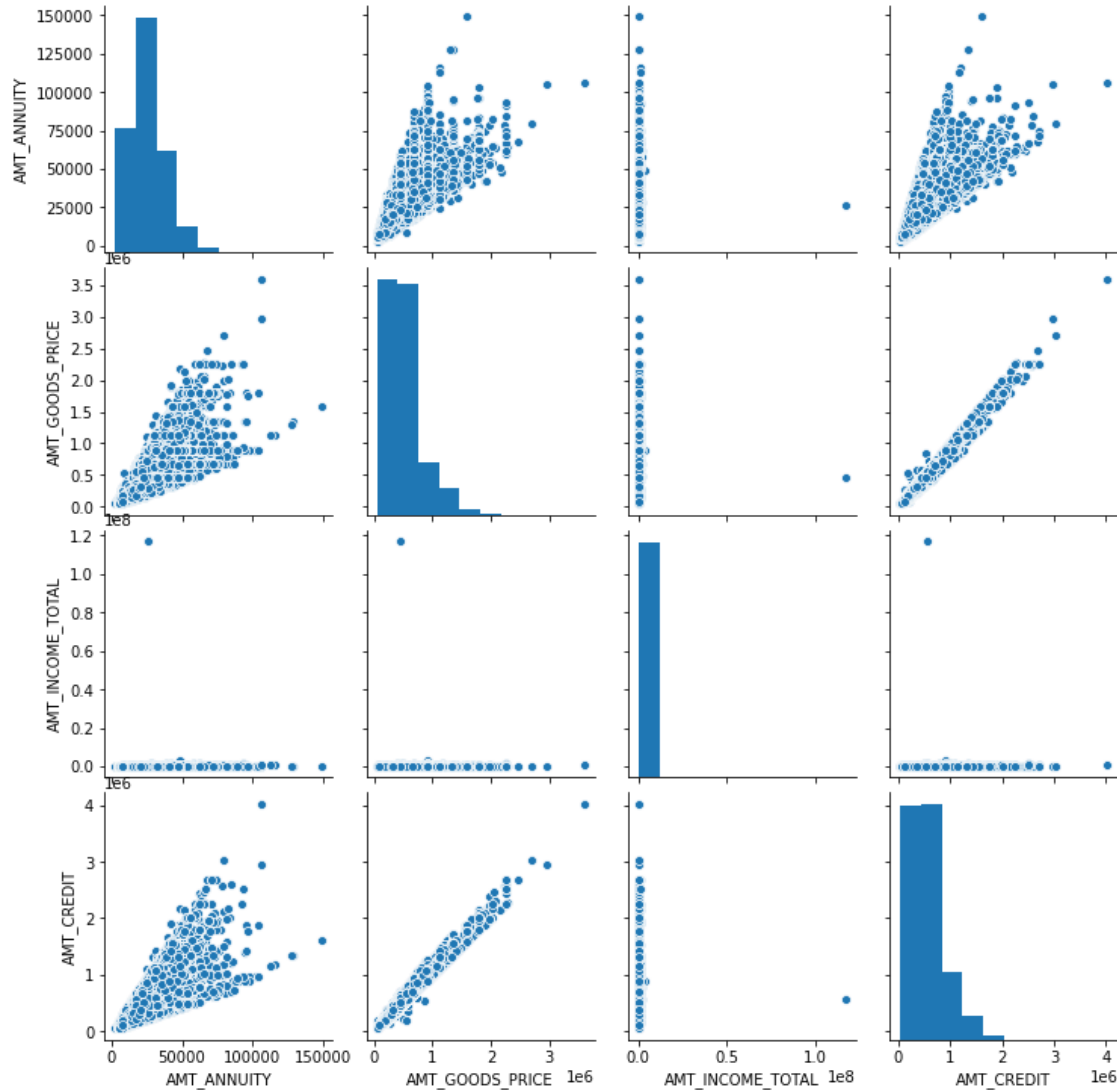 150000
125000
100000
75000
50000
25000
0
AMT_ANNUITY
1e6
3.5
3.0
2.5
2.0
1.5
1.0
0.5
0.0
AMT_GOODS_PRICE
1e8
1.2
1.0
0.8
0.6
0.4
0.2
0.0
AMT_INCOME_TOTAL
1e6
4
3
2
1
0
AMT_CREDIT
0 50000 100000 150000
AMT_ANNUITY
0 1 2 3
1e6
AMT_GOODS_PRICE
0.0 0.5 1.0
1e8
AMT_INCOME_TOTAL
0 1 2 3 4
1e6
AMT_CREDIT